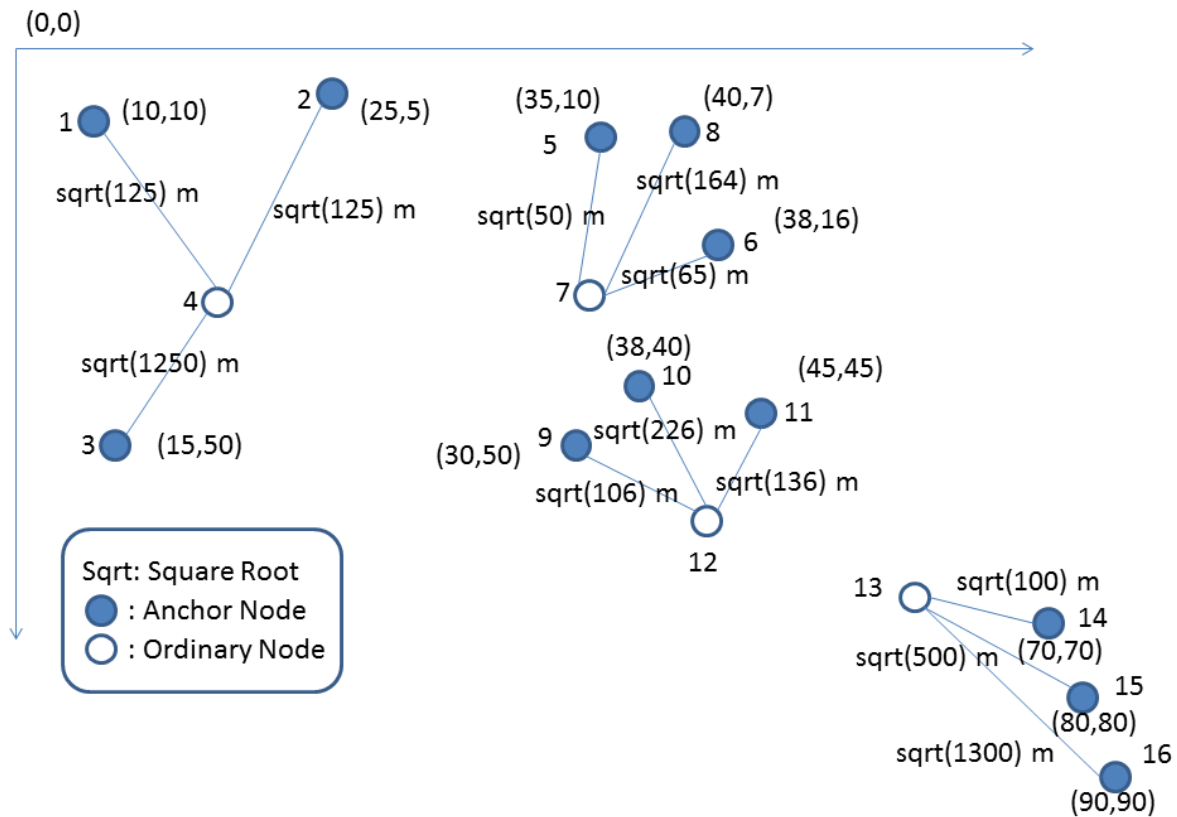 (0,0)
1
(10,10)
2
(25,5)
sqrt(125) m
sqrt(125) m
4
sqrt(1250) m
3
(15,50)
(35,10)
5
(40,7)
8
sqrt(164) m
sqrt(50) m
(38,16)
6
sqrt(65) m
7
(38,40)
10
(45,45)
11
9
sqrt(226) m
(30,50)
sqrt(136) m
sqrt(106) m
12
13
sqrt(100) m
14
(70,70)
sqrt(500) m
15
(80,80)
sqrt(1300) m
16
(90,90)
Sqrt: Square Root
: Anchor Node
: Ordinary Node